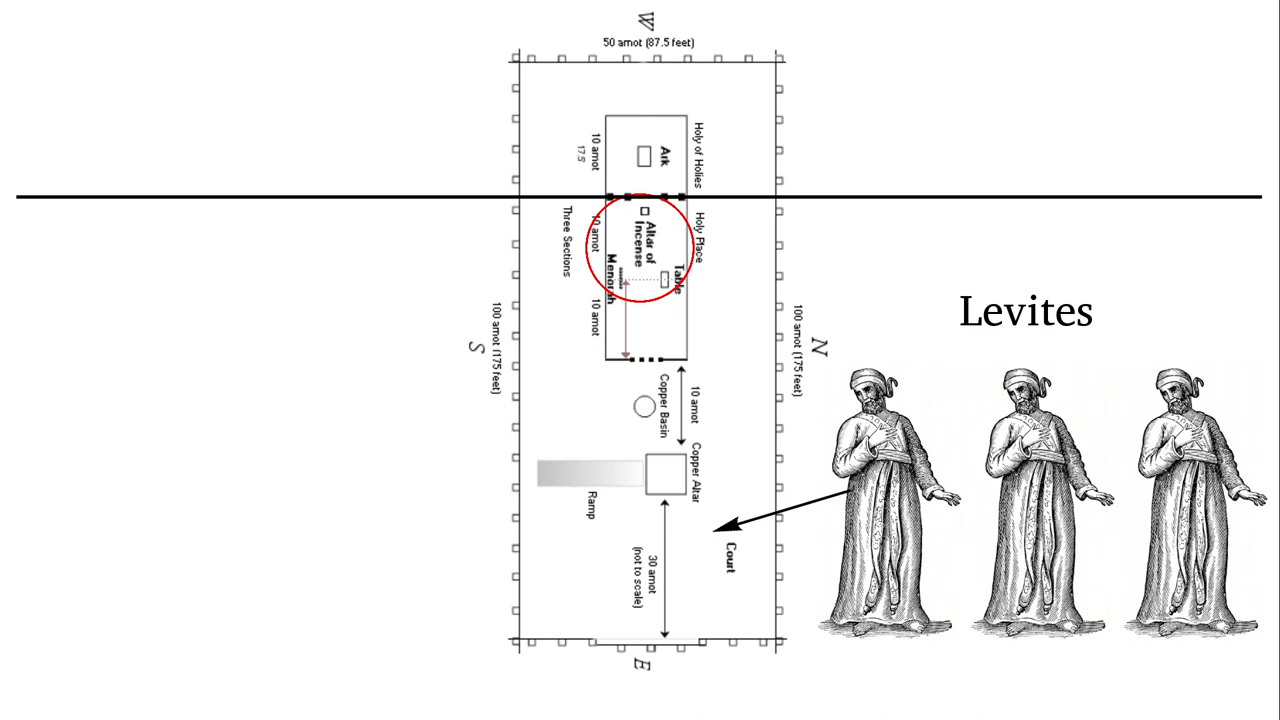 W
50 amot (87.5 feet)
Holy of Holies
Ark
10 amot
17.5'
Holy Place
Altar of
Incense
10 amot
Three Sections
Table
Menorah
10 amot
100 amot (175 feet)
S
100 amot (175 feet)
N
Levites
10 amot
Copper Basin
Copper Altar
Ramp
Court
30 amot
(not to scale)
E